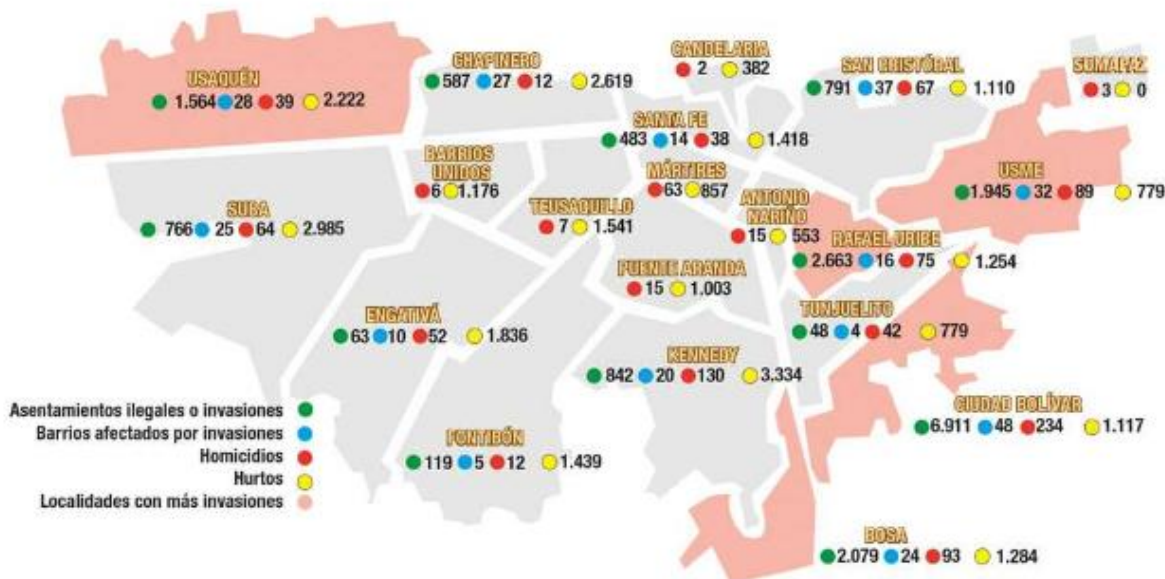 USAQUÉN
1.564 28 39 2.222
CHAPINERO
587 27 12 2.619
CANDELARIA
2 382
SAN CRISTÓBAL
791 37 67 1.110
SUMAPAZ
3 0
SANTA FE
483 14 38 1.418
BARRIOS
UNIDOS
6 1.176
MÁRTIRES
63 857
USME
1.945 32 89 779
SUBA
766 25 64 2.985
TEUSAQUILLO
7 1.541
ANTONIO
NARIÑO
15 553
RAFAEL URIBE
2.663 16 75 1.254
PUENTE ARANDA
15 1.003
ENGATIVÁ
63 10 52 1.836
TUNJUELITO
48 4 42 779
KENNEDY
842 20 130 3.334
CIUDAD BOLÍVAR
6.911 48 234 1.117
FONTIBÓN
119 5 12 1.439
BOSA
2.079 24 93 1.284
Asentamientos ilegales o invasiones
Barrios afectados por invasiones
Homicidios
Hurtos
Localidades con más invasiones